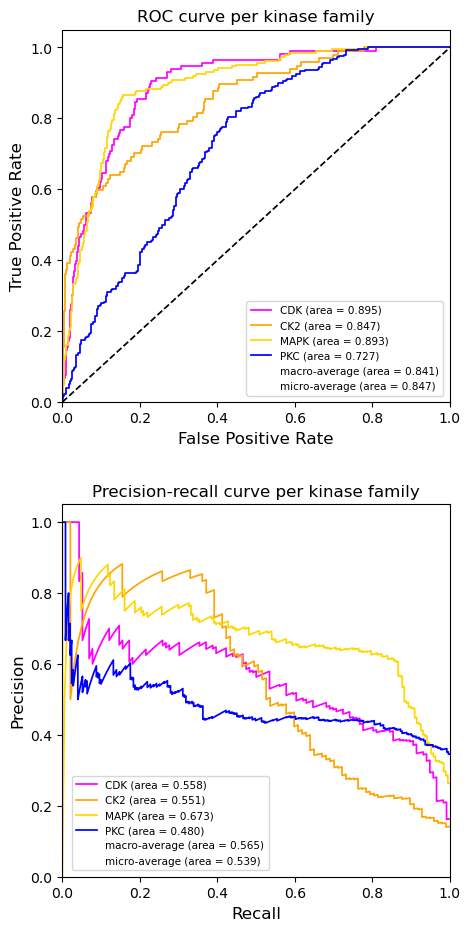 ROC curve per kinase family
1.0
0.8
0.6
0.4
0.2
0.0
True Positive Rate
CDK (area = 0.895)
CK2 (area = 0.847)
MAPK (area = 0.893)
PKC (area = 0.727)
macro-average (area = 0.841)
micro-average (area = 0.847)
0.0 0.2 0.4 0.6 0.8 1.0
False Positive Rate
Precision-recall curve per kinase family
1.0
0.8
0.6
0.4
0.2
0.0
Precision
CDK (area = 0.558)
CK2 (area = 0.551)
MAPK (area = 0.673)
PKC (area = 0.480)
macro-average (area = 0.565)
micro-average (area = 0.539)
0.0 0.2 0.4 0.6 0.8 1.0
Recall